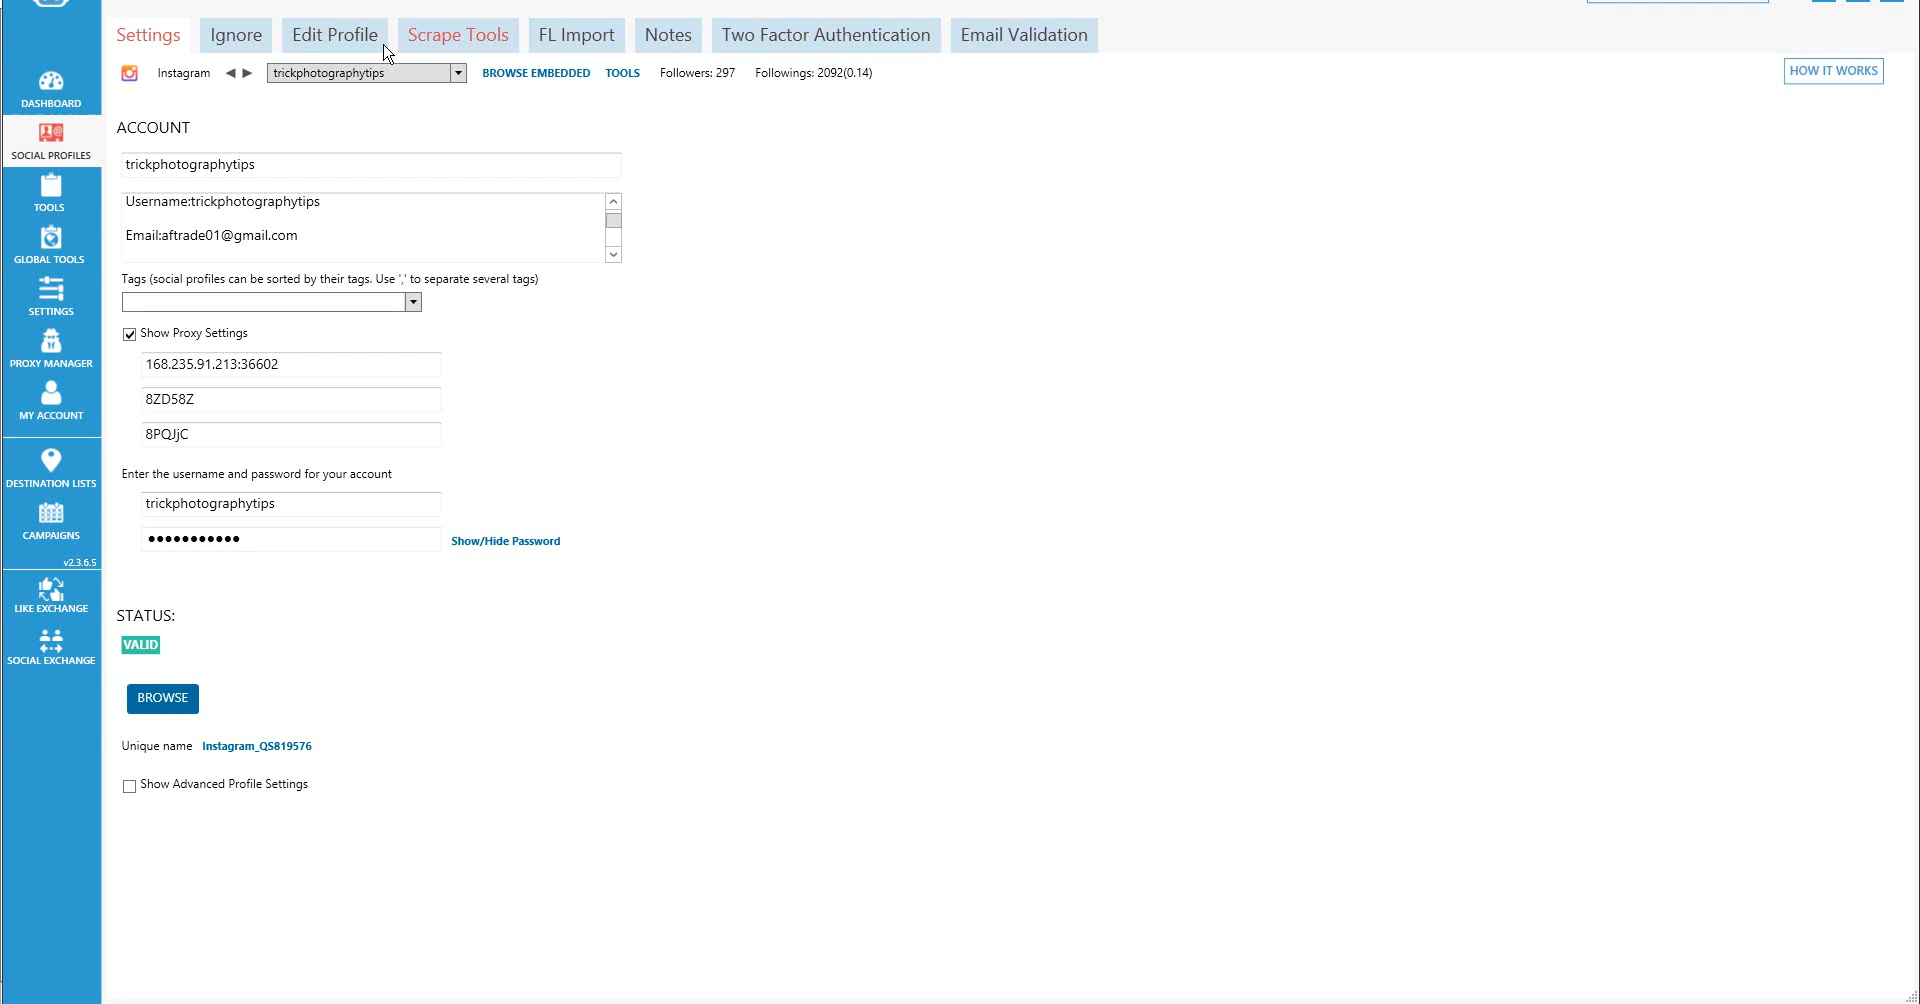 Settings
Ignore
Edit Profile
Scrape Tools
FL Import
Notes
Two Factor Authentication
Email Validation
Instagram
trickphotographytips
BROWSE EMBEDDED
TOOLS
Followers: 297
Followings: 2092(0.14)
HOW IT WORKS
DASHBOARD
SOCIAL PROFILES
TOOLS
GLOBAL TOOLS
SETTINGS
PROXY MANAGER
MY ACCOUNT
DESTINATION LISTS
CAMPAIGNS
v2.3.6.5
LIKE EXCHANGE
SOCIAL EXCHANGE
ACCOUNT
trickphotographytips
Username:trickphotographytips
Email:aftrade01@gmail.com
Tags (social profiles can be sorted by their tags. Use ',' to separate several tags)
Show Proxy Settings
168.235.91.213:36602
8ZD58Z
8PQJjC
Enter the username and password for your account
trickphotographytips
●●●●●●●●●●●
Show/Hide Password
STATUS:
VALID
BROWSE
Unique name Instagram_QS819576
Show Advanced Profile Settings